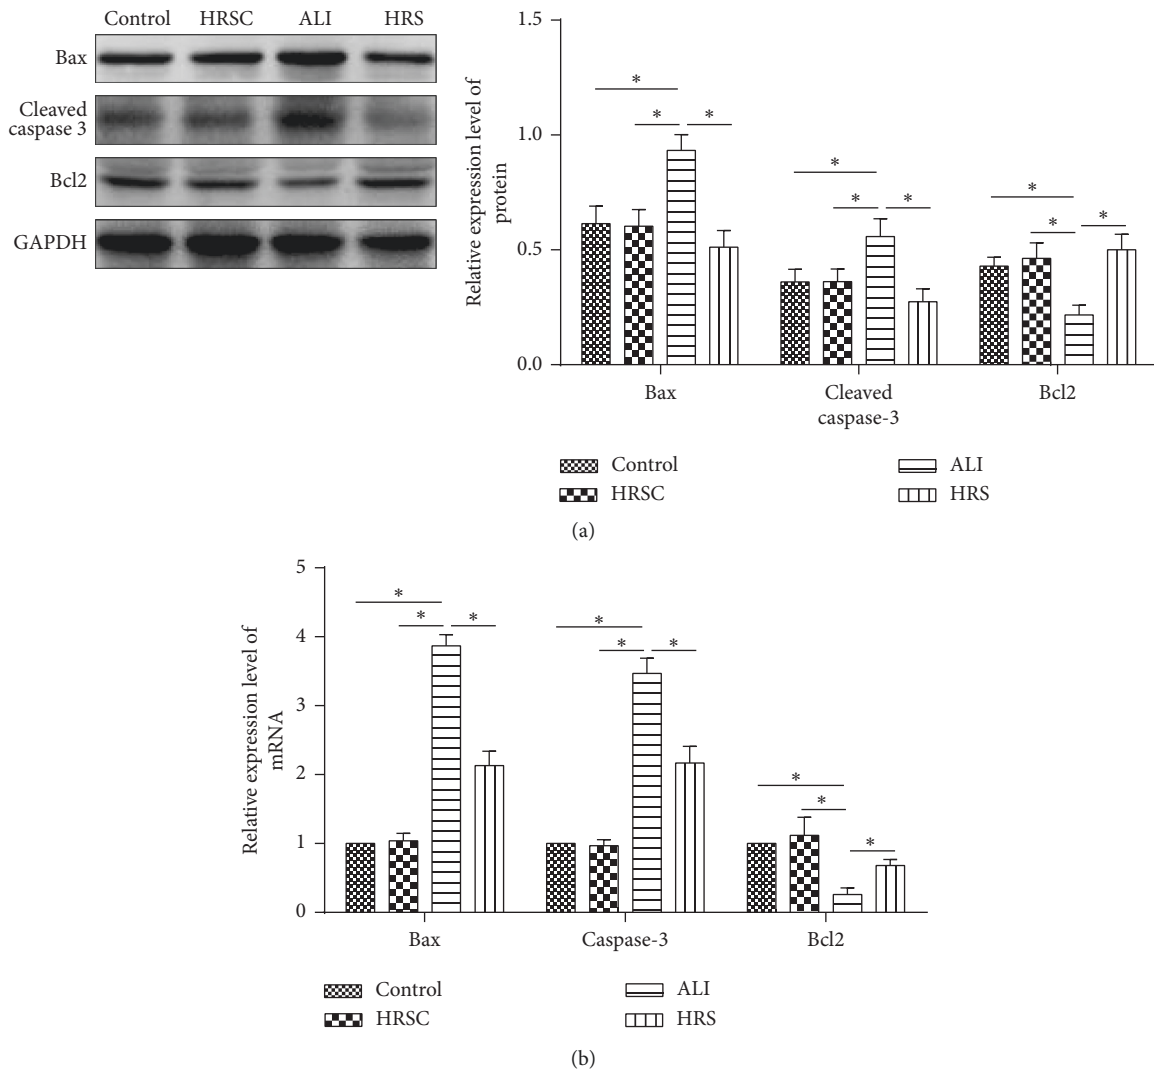 Control HRSC ALI HRS
Bax
Cleaved
caspase 3
Bcl2
GAPDH
Relative expression level of
protein
1.5
1.0
0.5
0.0
* * *
* * *
* * *
Bax
Cleaved
caspase-3
Bcl2
Control
HRSC
ALI
HRS
(a)
Relative expression level of
mRNA
5
4
3
2
1
0
* * *
* * *
* * *
Bax Caspase-3 Bcl2
Control
HRSC
ALI
HRS
(b)